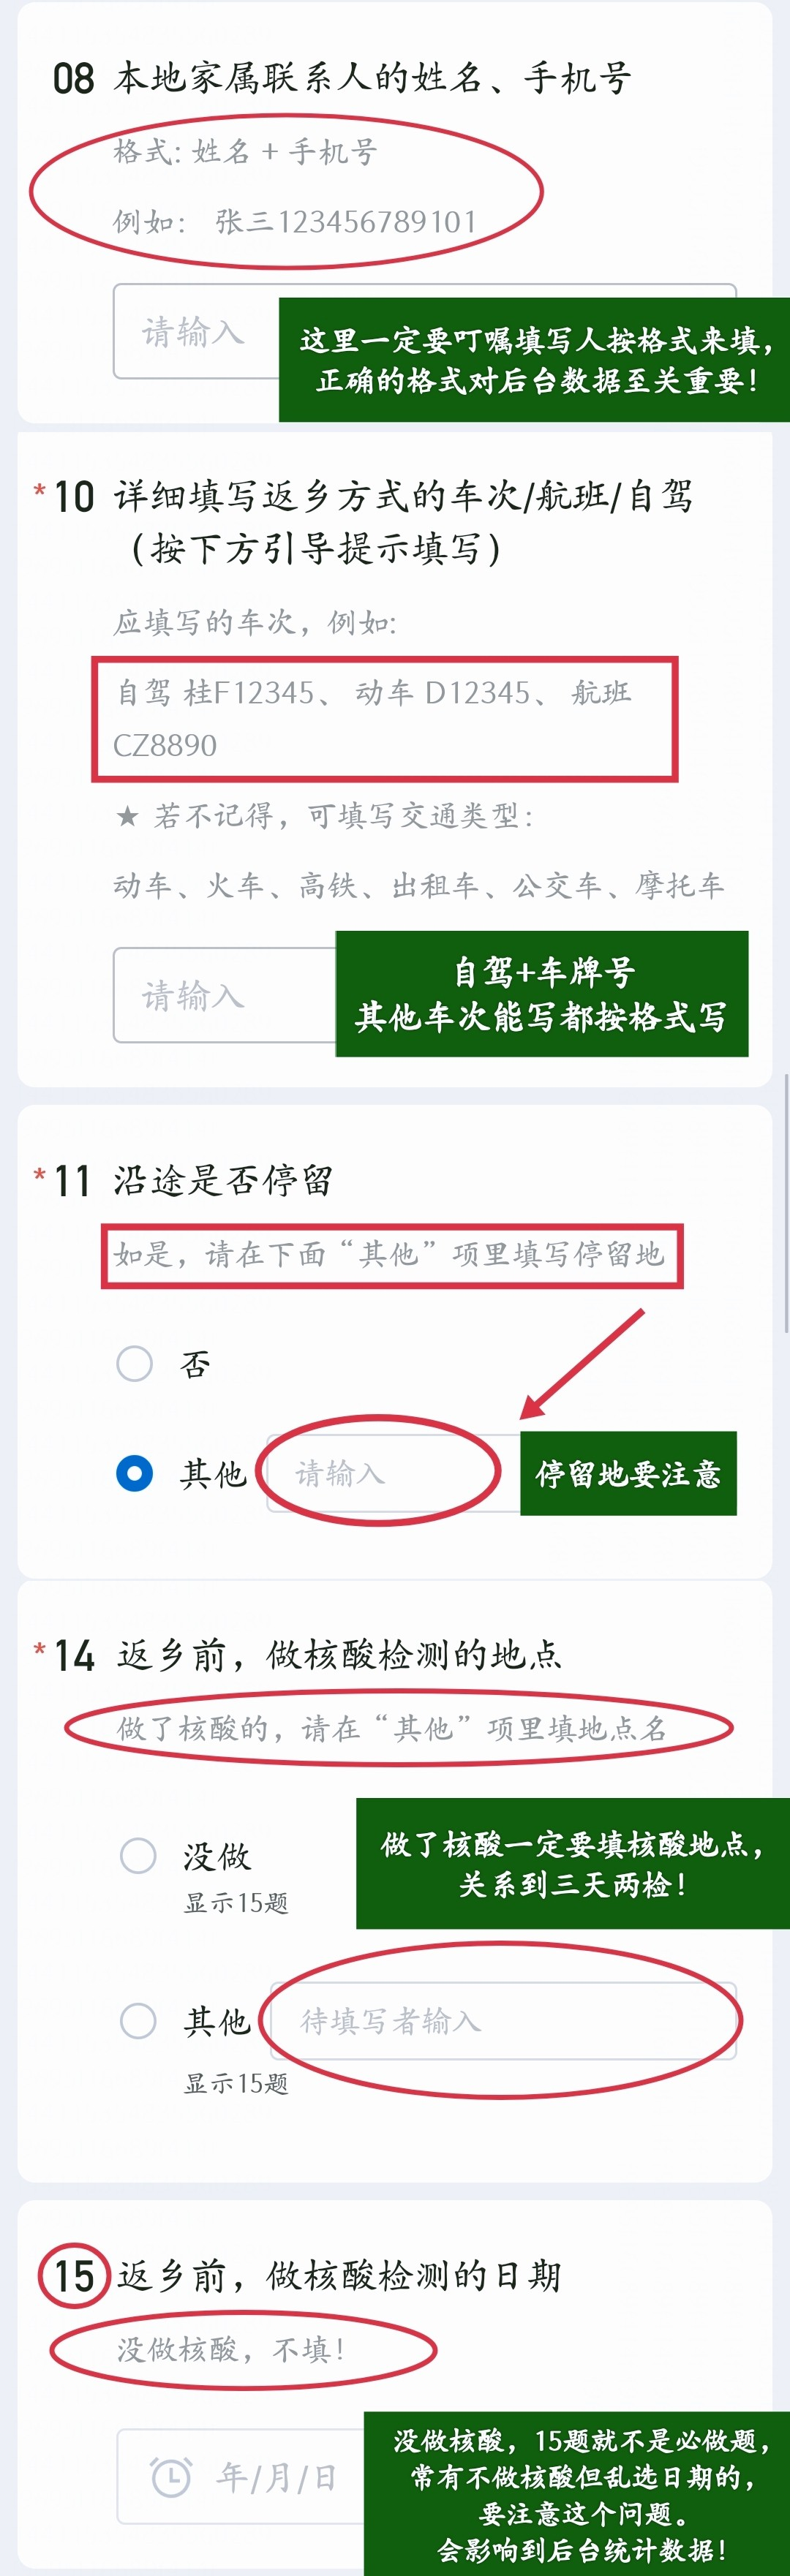 08 本地家属联系人的姓名、手机号
格式: 姓名 + 手机号
例如： 张三123456789101
请输入
这里一定要叮嘱填写人按格式来填，
正确的格式对后台数据至关重要！
* 10 详细填写返乡方式的车次/航班/自驾
（按下方引导提示填写）
应填写的车次，例如:
自驾 桂F12345、 动车 D12345、 航班
CZ8890
★ 若不记得，可填写交通类型：
动车、火车、高铁、出租车、公交车、摩托车
请输入
自驾+车牌号
其他车次能写都按格式写
* 11 沿途是否停留
如是，请在下面“其他”项里填写停留地
否
其他 请输入
停留地要注意
* 14 返乡前，做核酸检测的地点
做了核酸的，请在“其他”项里填地点名
没做
显示15题
做了核酸一定要填核酸地点，
关系到三天两检！
其他 待填写者输入
显示15题
15 返乡前，做核酸检测的日期
没做核酸，不填！
年/月/日
没做核酸，15题就不是必做题，
常有不做核酸但乱选日期的，
要注意这个问题。
会影响到后台统计数据！